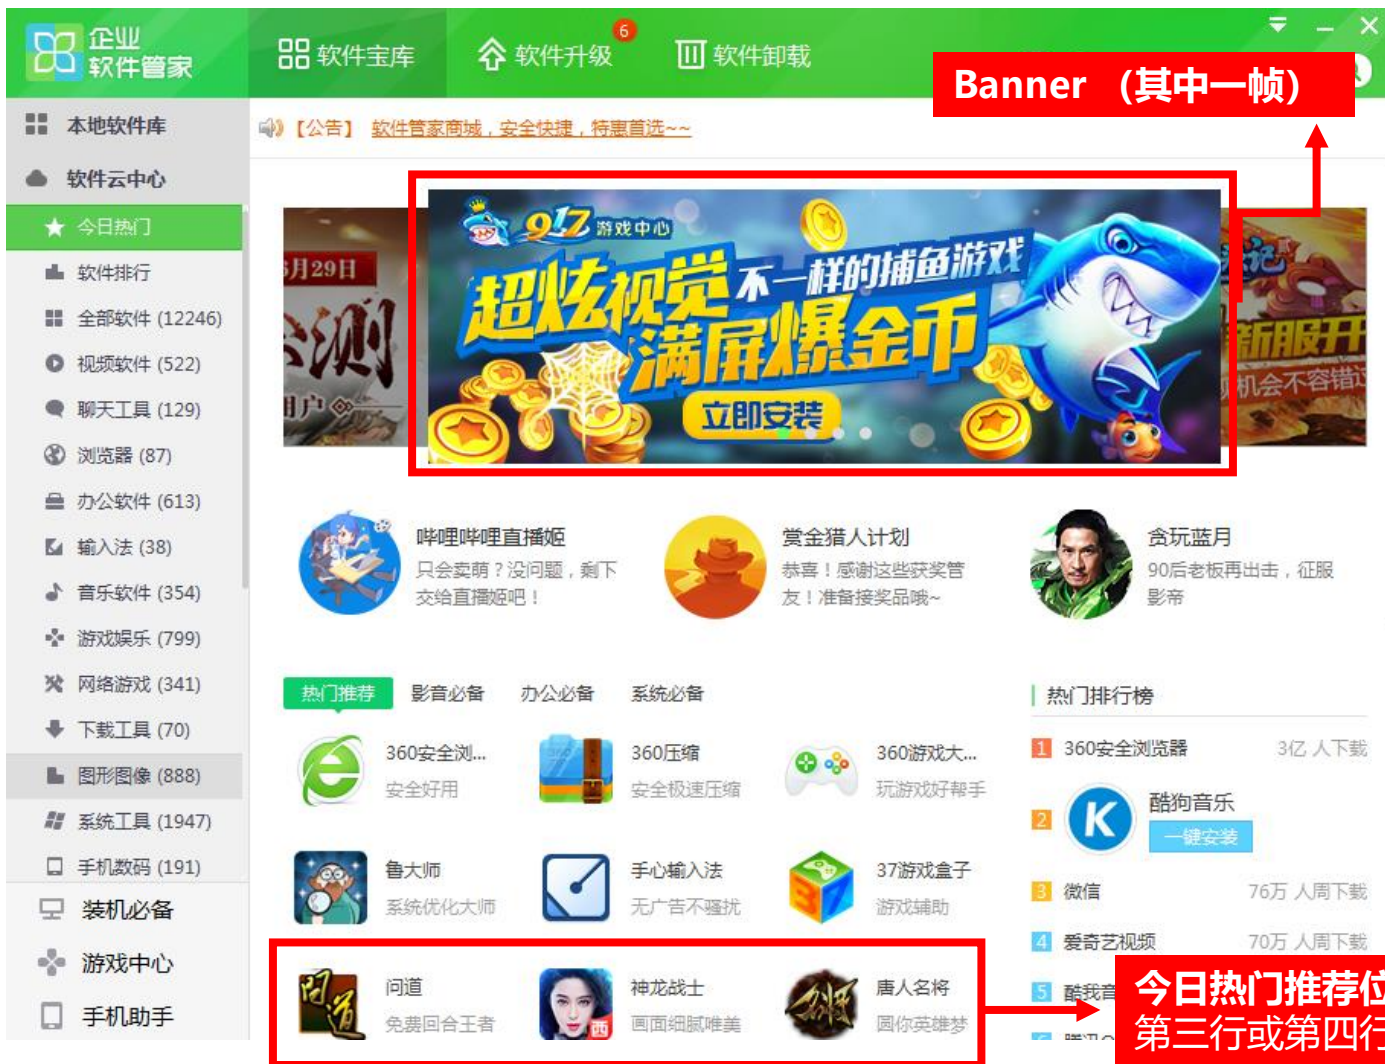 企业
软件管家
软件宝库
软件升级
6
软件卸载
Banner （其中一帧）
本地软件库
【公告】 软件管家商城，安全快捷，特惠首选~~
软件云中心
今日热门
软件排行
全部软件 (12246)
视频软件 (522)
聊天工具 (129)
浏览器 (87)
办公软件 (613)
输入法 (38)
音乐软件 (354)
游戏娱乐 (799)
网络游戏 (341)
下载工具 (70)
图形图像 (888)
系统工具 (1947)
手机数码 (191)
装机必备
游戏中心
手机助手
月29日
测
用户
917 游戏中心
超炫视觉 不一样的捕鱼游戏
满屏爆金币
立即安装
记
新服开
机会不容错过
哔哩哔哩直播姬
只会卖萌？没问题，剩下
交给直播姬吧！
赏金猎人计划
恭喜！感谢这些获奖管
友！准备接奖品哦~
贪玩蓝月
90后老板再出击，征服
影帝
热门推荐 影音必备 办公必备 系统必备
360安全浏...
安全好用
360压缩
安全极速压缩
360游戏大...
玩游戏好帮手
鲁大师
系统优化大师
手心输入法
无广告不骚扰
37游戏盒子
游戏辅助
问道
问道
免费回合王者
西
神龙战士
画面细腻唯美
唐人名将
圆你英雄梦
热门排行榜
1 360安全浏览器 3亿 人下载
2 K 酷狗音乐
一键安装
3 微信 76万 人周下载
4 爱奇艺视频 70万 人周下载
5 酷我音
今日热门推荐位
第三行或第四行